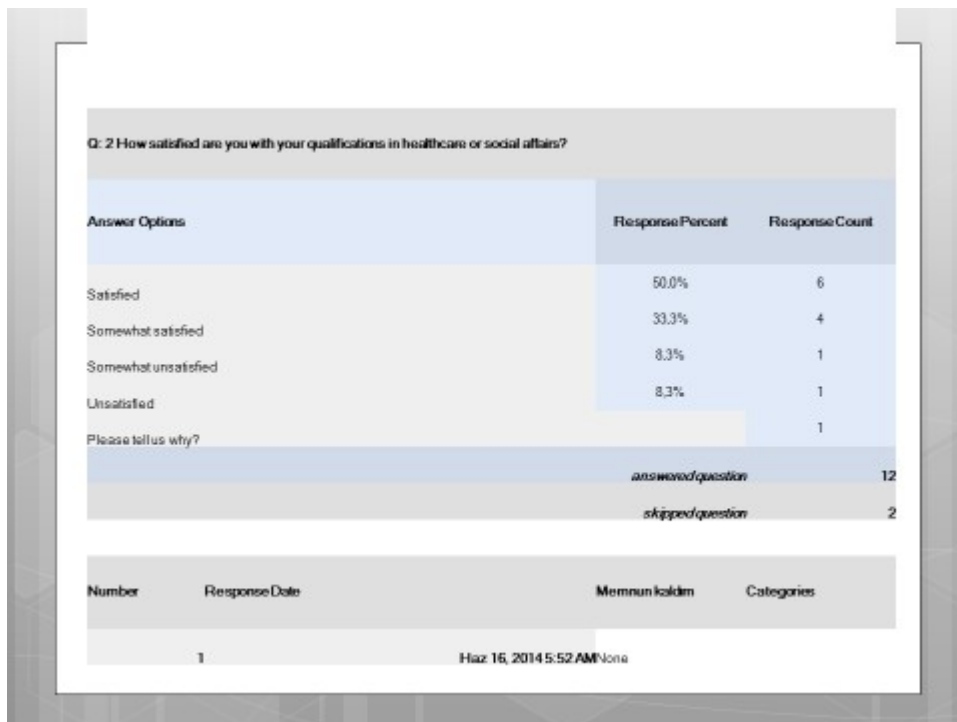 Q: 2 How satisfied are you with your qualifications in healthcare or social affairs?
Answer Options Response Percent Response Count
Satisfied 50.0% 6
Somewhat satisfied 33,3% 4
Somewhat unsatisfied 8.3% 1
Unsatisfied 8,3% 1
Please tell us why? 1
answered question 12
skipped question 2
Number Response Date Memnun kaldım Categories
1 Haz 16, 2014 5:52 AM None